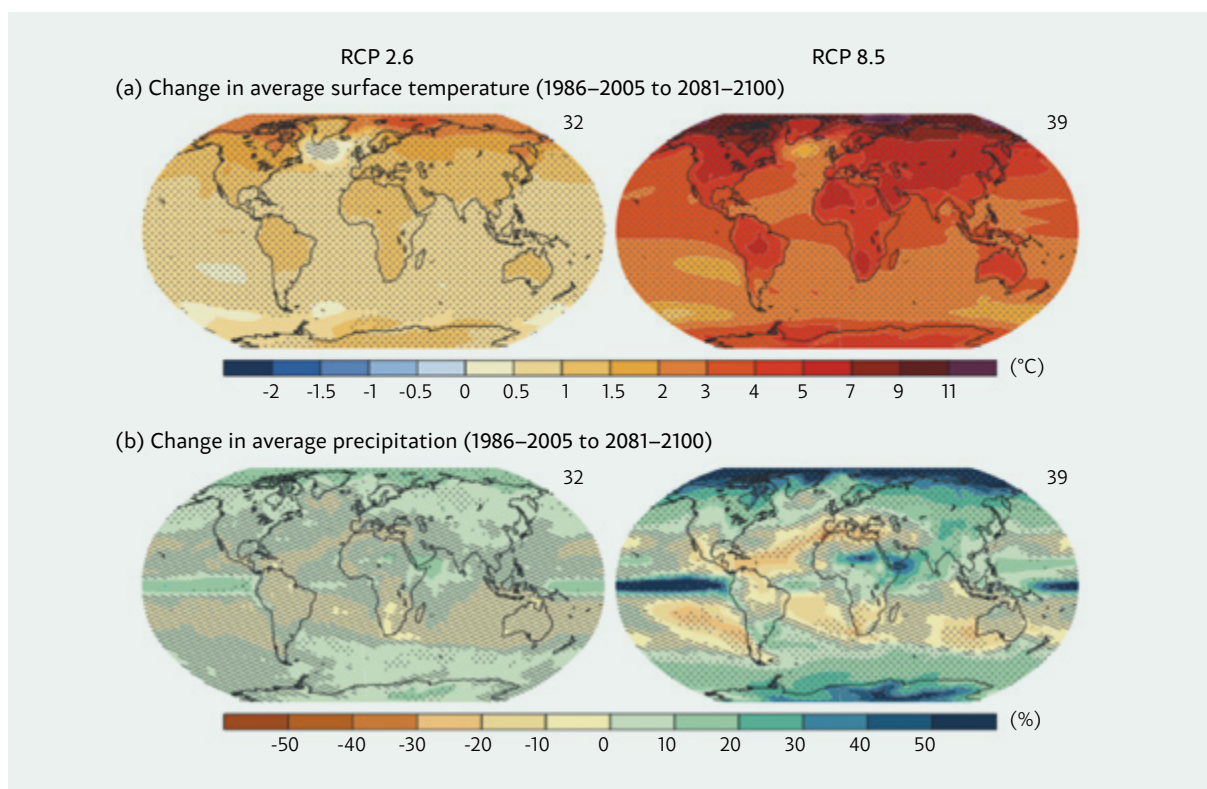 RCP 2.6 RCP 8.5
(a) Change in average surface temperature (1986–2005 to 2081–2100)
32 39
-2 -1.5 -1 -0.5 0 0.5 1 1.5 2 3 4 5 7 9 11 (°C)
(b) Change in average precipitation (1986–2005 to 2081–2100)
32 39
-50 -40 -30 -20 -10 0 10 20 30 40 50 (%)